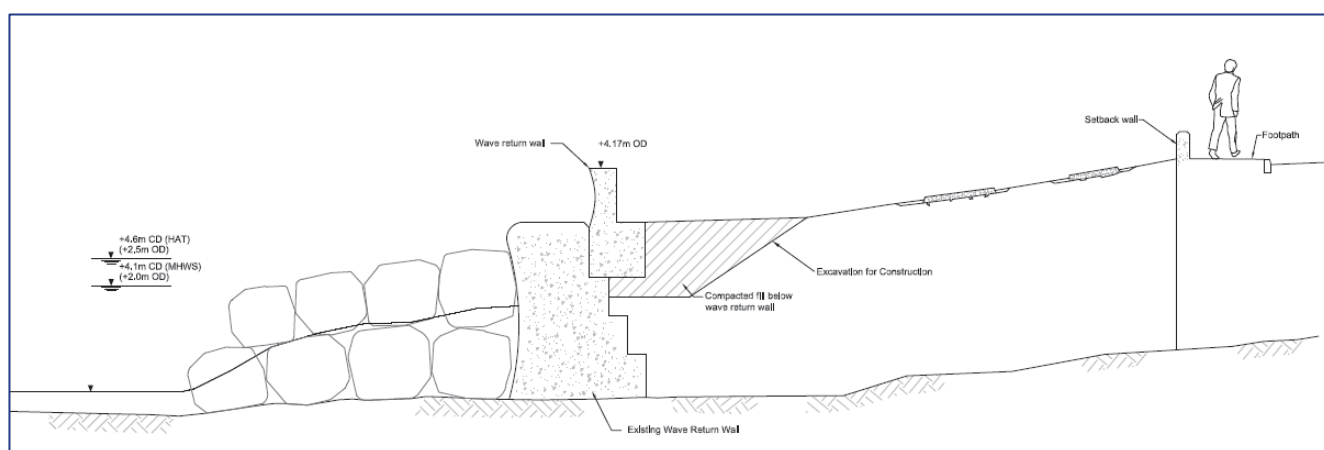 Setback wall
Footpath
Wave return wall
+4.17m OD
+4.6m CD (HAT)
(+2.5m OD)
+4.1m CD (MHWS)
(+2.0m OD)
Excavation for Construction
Compacted fill below
wave return wall
Existing Wave Return Wall